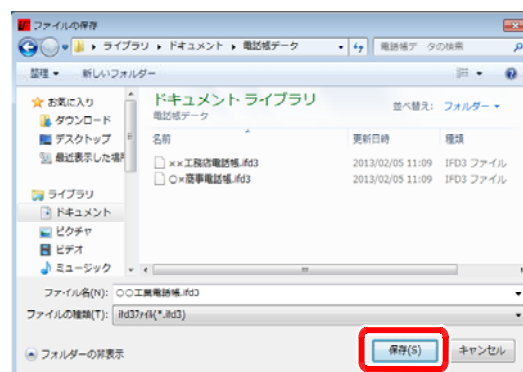 ファイルの保存
ライブラリ ▸ ドキュメント ▸ 電話帳データ
電話帳データの検索
整理 ▼ 新しいフォルダー
お気に入り
ダウンロード
デスクトップ
最近表示した場所
ライブラリ
ドキュメント
ピクチャ
ビデオ
ミュージック
ドキュメント ライブラリ
電話帳データ
並べ替え: フォルダー ▼
名前 更新日時 種類
××工務店電話帳.ifd3 2013/02/05 11:09 IFD3 ファイル
○×商事電話帳.ifd3 2013/02/05 11:09 IFD3 ファイル
ファイル名(N): ○○工業電話帳.ifd3
ファイルの種類(T): ifd3ファイル(*.ifd3)
フォルダーの非表示
保存(S)
キャンセル